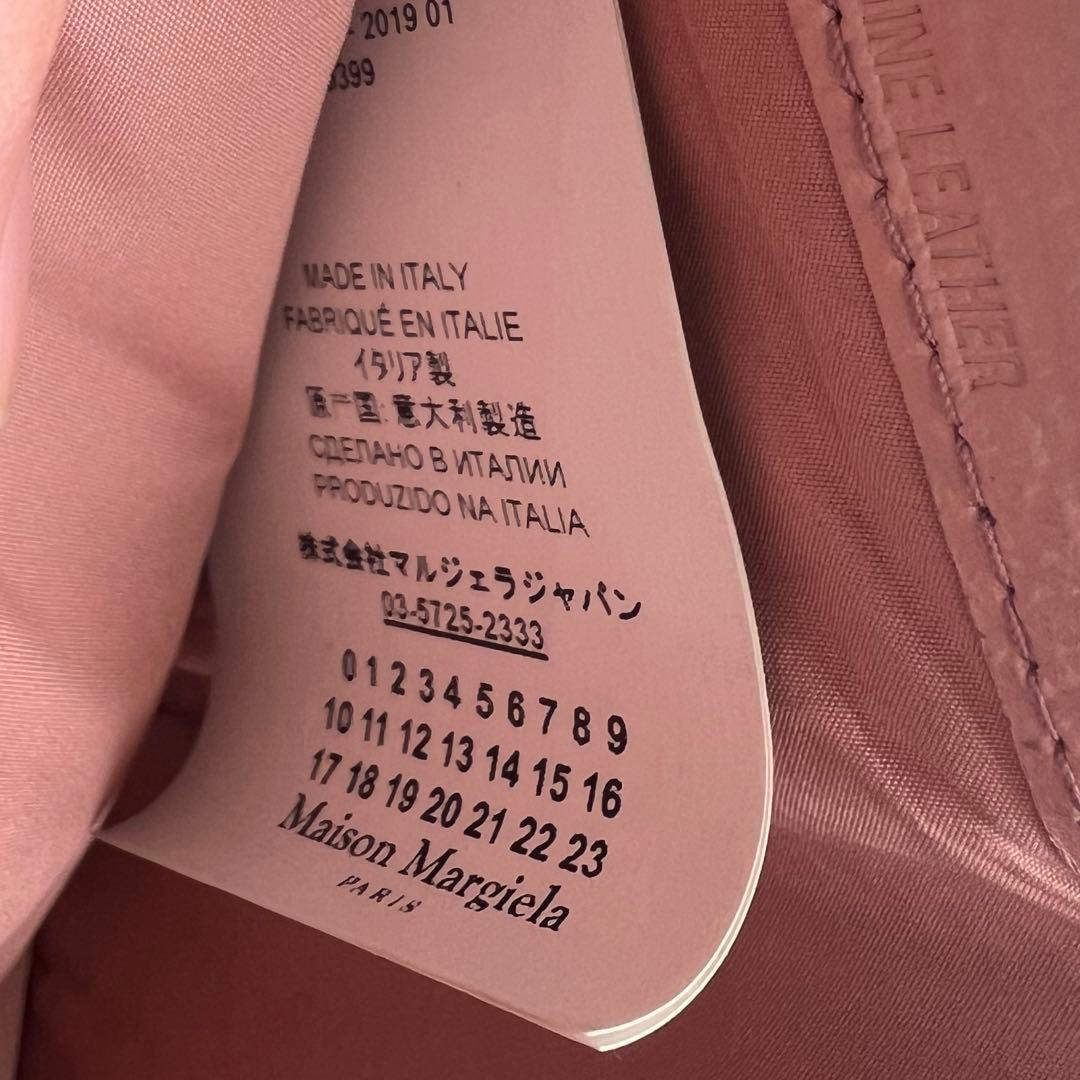 2019 01
3399
MADE IN ITALY
FABRIQUÉ EN ITALIE
イタリア製
原产国: 意大利製造
СДЕЛАНО В ИТАЛИИ
PRODUZIDO NA ITALIA
株式会社マルジェラジャパン
03-5725-2333
0 1 2 3 4 5 6 7 8 9
10 11 12 13 14 15 16
17 18 19 20 21 22 23
Maison Margiela
PARIS
LEATHER